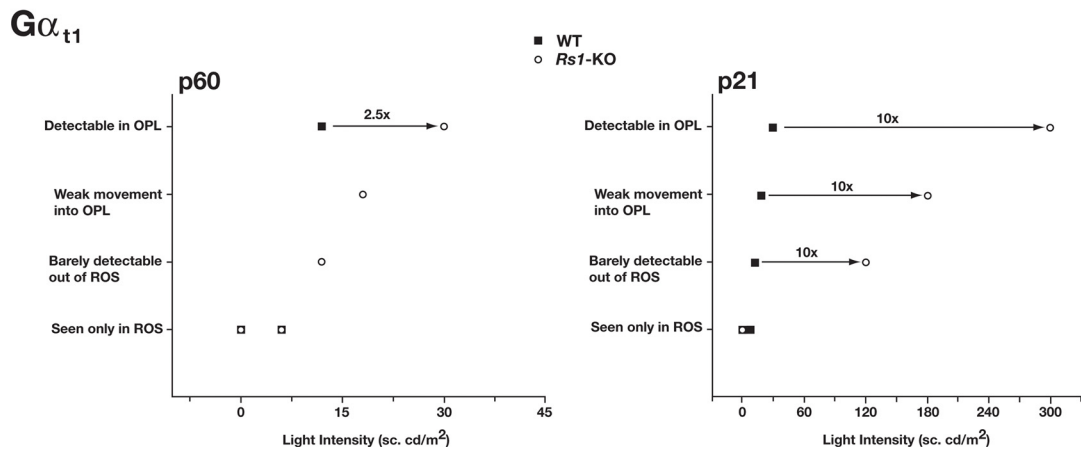 Gαt1
WT
Rs1-KO
p60
Detectable in OPL
Weak movement
into OPL
Barely detectable
out of ROS
Seen only in ROS
2.5x
0
15
30
45
Light Intensity (sc. cd/m²)
p21
Detectable in OPL
Weak movement
into OPL
Barely detectable
out of ROS
Seen only in ROS
10x
10x
10x
0
60
120
180
240
300
Light Intensity (sc. cd/m²)